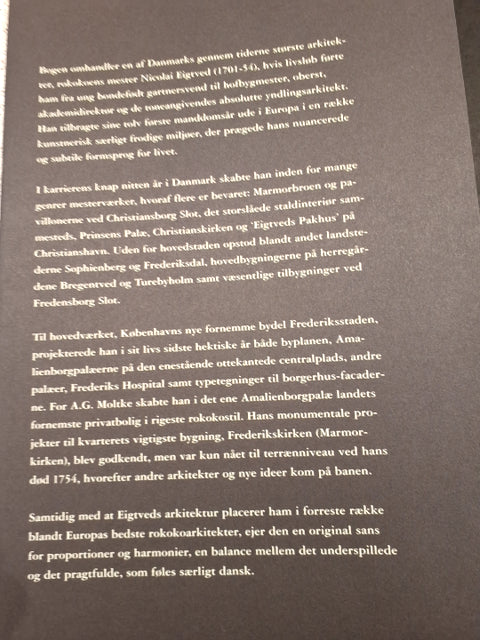 Bogen omhandler en af Danmarks gennem tiderne største arkitek-
ter, rokokoens mester Nicolai Eigtved (1701-54), hvis livsløb førte
ham fra ung bondefødt gartnersvend til hofbygmester, oberst,
akademidirektør og de toneangivendes absolutte yndlingsarkitekt.
Han tilbragte sine tolv første manddomsår ude i Europa i en række
kunstnerisk særligt frodige miljøer, der prægede hans nuancerede
og subtile formsprog for livet.
I karrierens knap nitten år i Danmark skabte han inden for mange
genrer mesterværker, hvoraf flere er bevaret: Marmorbroen og pa-
villonerne ved Christiansborg Slot, det storslåede staldinteriør sam-
mesteds, Prinsens Palæ, Christianskirken og 'Eigtveds Pakhus' på
Christianshavn. Uden for hovedstaden opstod blandt andet landste-
derne Sophienberg og Frederiksdal, hovedbygningerne på herregår-
dene Bregentved og Turebyholm samt væsentlige tilbygninger ved
Fredensborg Slot.
Til hovedværket, Københavns nye fornemme bydel Frederiksstaden,
projekterede han i sit livs sidste hektiske år både byplanen, Ama-
lienborgpalæerne på den enestående ottekantede centralplads, andre
palæer, Frederiks Hospital samt typetegninger til borgerhus-facader-
ne. For A.G. Moltke skabte han i det ene Amalienborgpalæ landets
fornemste privatbolig i rigeste rokokostil. Hans monumentale pro-
jekter til kvarterets vigtigste bygning, Frederikskirken (Marmor-
kirken), blev godkendt, men var kun nået til terrænniveau ved hans
død 1754, hvorefter andre arkitekter og nye ideer kom på banen.
Samtidig med at Eigtveds arkitektur placerer ham i forreste række
blandt Europas bedste rokokoarkitekter, ejer den en original sans
for proportioner og harmonier, en balance mellem det underspillede
og det pragtfulde, som føles særligt dansk.